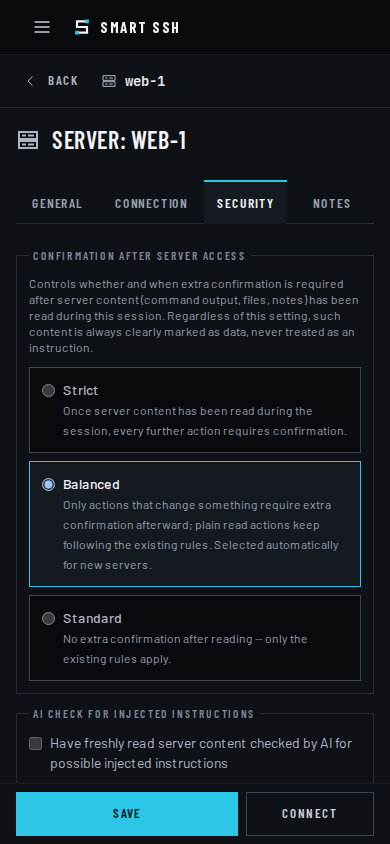 SMART SSH
BACK web-1
SERVER: WEB-1
GENERAL CONNECTION SECURITY NOTES
CONFIRMATION AFTER SERVER ACCESS
Controls whether and when extra confirmation is required
after server content (command output, files, notes) has been
read during this session. Regardless of this setting, such
content is always clearly marked as data, never treated as an
instruction.
Strict
Once server content has been read during the
session, every further action requires confirmation.
Balanced
Only actions that change something require extra
confirmation afterward; plain read actions keep
following the existing rules. Selected automatically
for new servers.
Standard
No extra confirmation after reading — only the
existing rules apply.
AI CHECK FOR INJECTED INSTRUCTIONS
Have freshly read server content checked by AI for
possible injected instructions
SAVE CONNECT